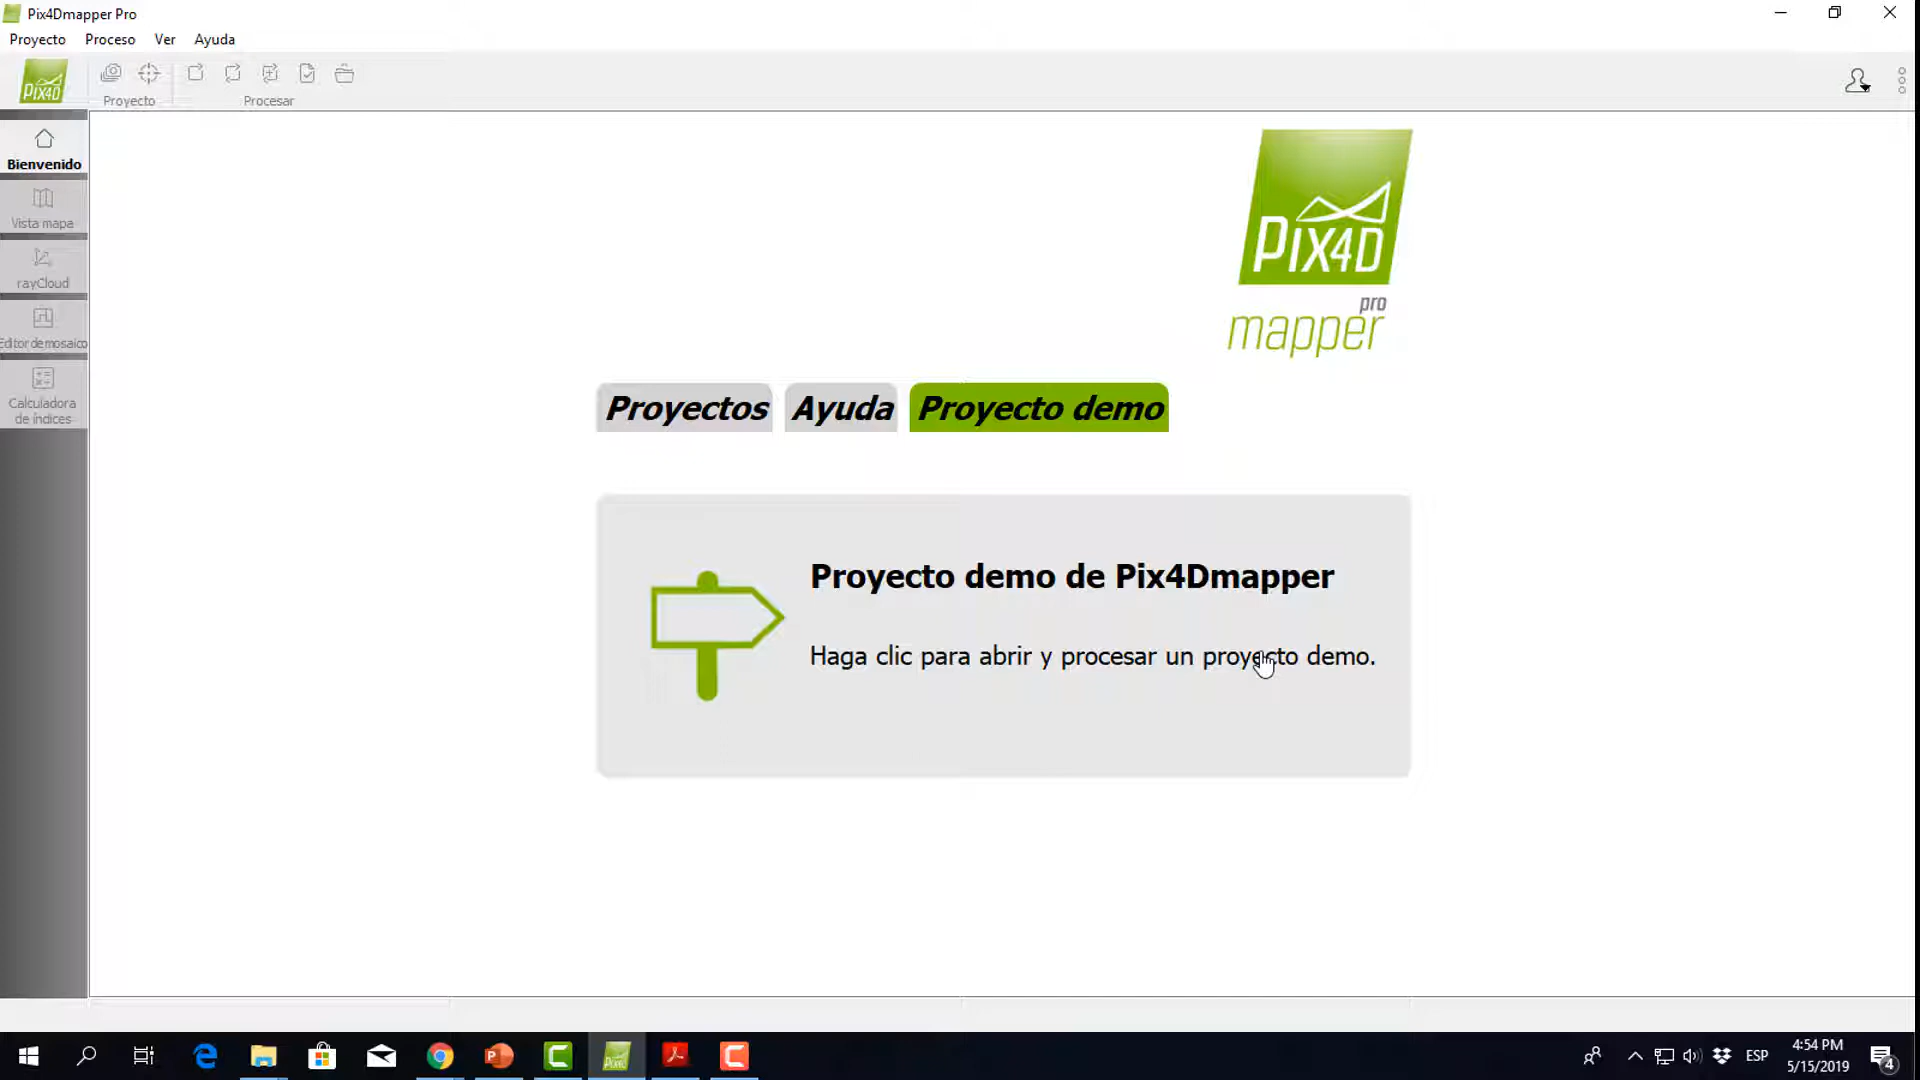 Pix4Dmapper Pro
Proyecto Proceso Ver Ayuda
PIX4D
Proyecto Procesar
Bienvenido
Vista mapa
rayCloud
Editor de mosaico
Calculadora
de índices
PIX4D
pro
mapper
Proyectos Ayuda Proyecto demo
Proyecto demo de Pix4Dmapper
Haga clic para abrir y procesar un proyecto demo.
ESP
4:54 PM
5/15/2019
4